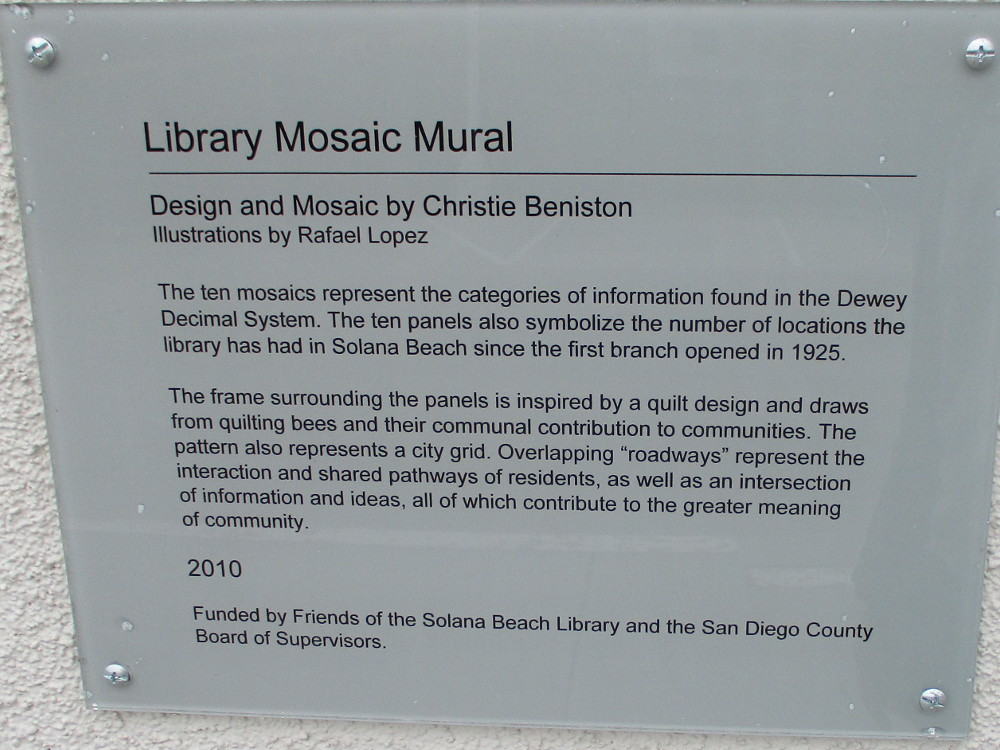 Library Mosaic Mural
Design and Mosaic by Christie Beniston
Illustrations by Rafael Lopez
The ten mosaics represent the categories of information found in the Dewey
Decimal System. The ten panels also symbolize the number of locations the
library has had in Solana Beach since the first branch opened in 1925.
The frame surrounding the panels is inspired by a quilt design and draws
from quilting bees and their communal contribution to communities. The
pattern also represents a city grid. Overlapping “roadways” represent the
interaction and shared pathways of residents, as well as an intersection
of information and ideas, all of which contribute to the greater meaning
of community.
2010
Funded by Friends of the Solana Beach Library and the San Diego County
Board of Supervisors.